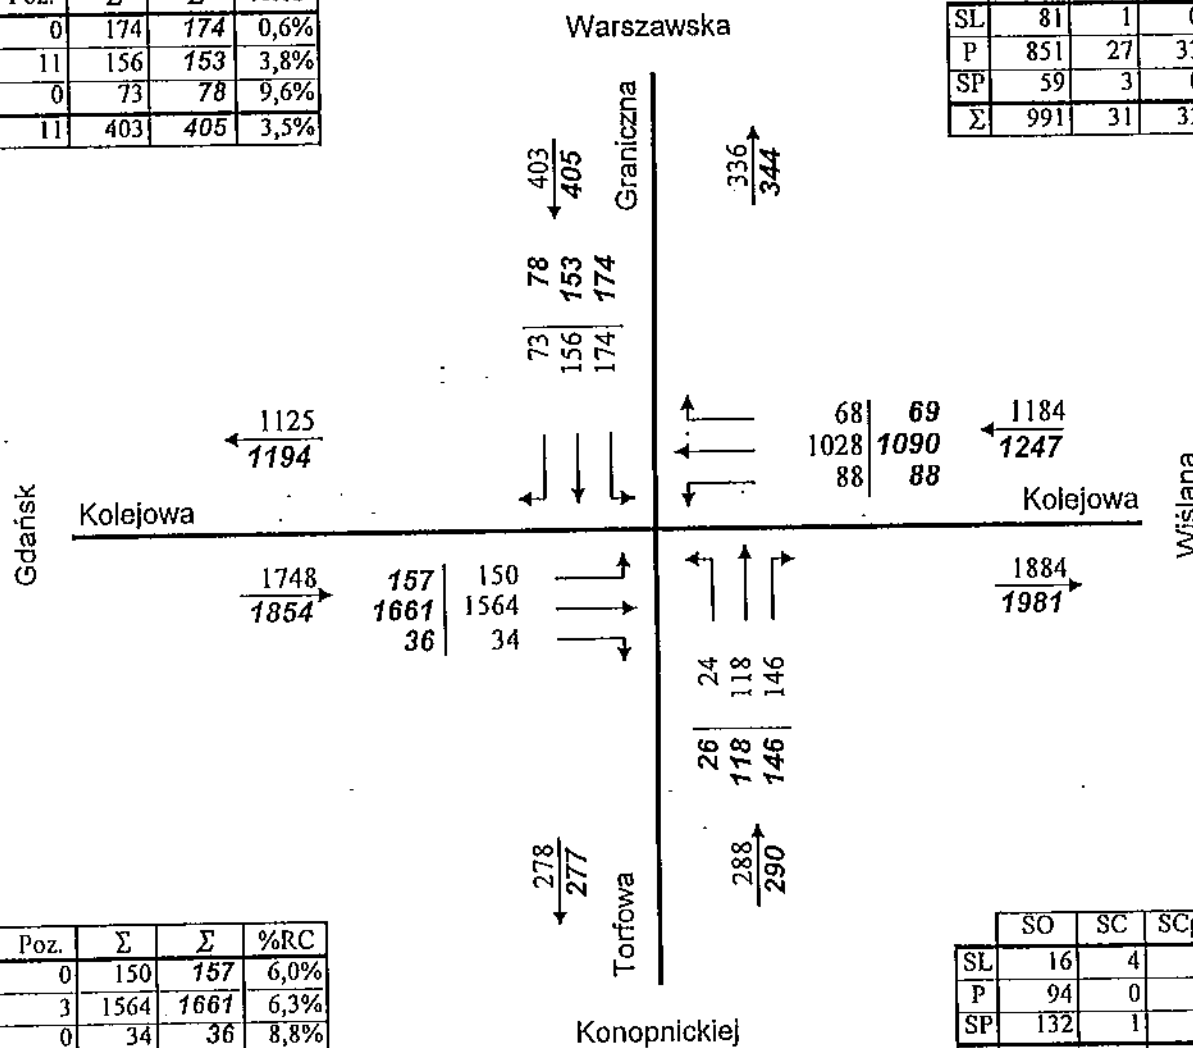 Poz. Σ Σ
0 174 174 0,6%
11 156 153 3,8%
0 73 78 9,6%
11 403 405 3,5%
Warszawska
SL 81 1
P 851 27
SP 59 3
Σ 991 31
Graniczna
403
405
336
344
78 153 174
73 156 174
1125
1194
68 69
1028 1090
88 88
1184
1247
Gdańsk
Kolejowa
Kolejowa
Wiślana
1748
1854
157 150
1661 1564
36 34
1884
1981
24 118 146
26 118 146
278
277
288
290
Torfowa
Konopnickiej
Poz. Σ Σ %RC
0 150 157 6,0%
3 1564 1661 6,3%
0 34 36 8,8%
SO SC
SL 16 4
P 94 0
SP 132 1